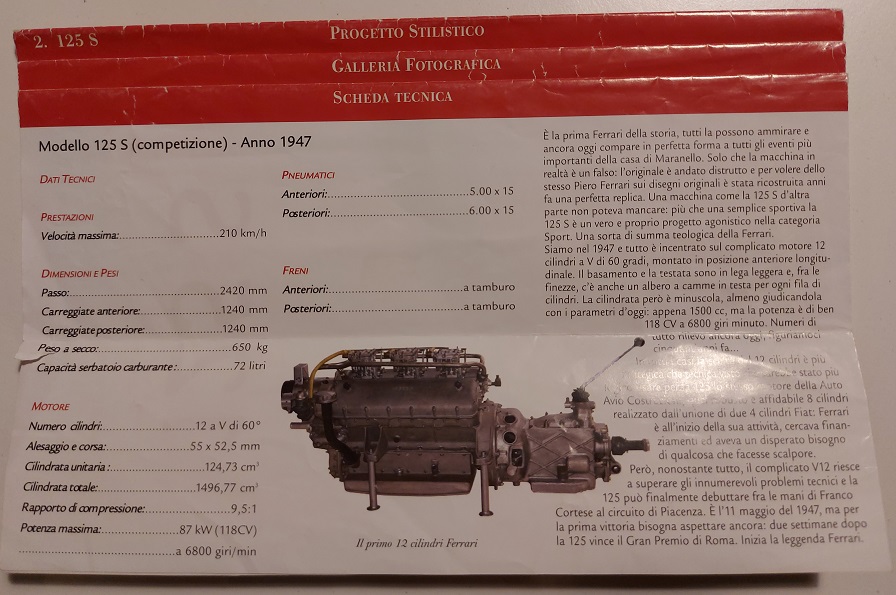 2. 125 S
PROGETTO STILISTICO
GALLERIA FOTOGRAFICA
SCHEDA TECNICA
Modello 125 S (competizione) - Anno 1947
DATI TECNICI
PRESTAZIONI
Velocità massima:...............................210 km/h
DIMENSIONI E PESI
Passo:...............................................2420 mm
Carreggiate anteriore:..........................1240 mm
Carreggiate posteriore:.........................1240 mm
Peso a secco:......................................650 kg
Capacità serbatoio carburante:..............72 litri
MOTORE
Numero cilindri:............................12 a V di 60°
Alesaggio e corsa:..........................55 x 52,5 mm
Cilindrata unitaria:...........................124,73 cm³
Cilindrata totale:............................1496,77 cm³
Rapporto di compressione:........................9,5:1
Potenza massima:.........................87 kW (118CV)
..................................................a 6800 giri/min
PNEUMATICI
Anteriori:........................................5.00 x 15
Posteriori:.......................................6.00 x 15
FRENI
Anteriori:........................................a tamburo
Posteriori:.......................................a tamburo
Il primo 12 cilindri Ferrari
È la prima Ferrari della storia, tutti la possono ammirare e
ancora oggi compare in perfetta forma a tutti gli eventi più
importanti della casa di Maranello. Solo che la macchina in
realtà è un falso: l'originale è andato distrutto e per volere dello
stesso Piero Ferrari sui disegni originali è stata ricostruita anni
fa una perfetta replica. Una macchina come la 125 S d'altra
parte non poteva mancare: più che una semplice sportiva la
125 S è un vero e proprio progetto agonistico nella categoria
Sport. Una sorta di summa teologica della Ferrari.
Siamo nel 1947 e tutto è incentrato sul complicato motore 12
cilindri a V di 60 gradi, montato in posizione anteriore longitu-
dinale. Il basamento e la testata sono in lega leggera e, fra le
finezze, c'è anche un albero a camme in testa per ogni fila di
cilindri. La cilindrata però è minuscola, almeno giudicandola
con i parametri d'oggi: appena 1500 cc, ma la potenza è di ben
118 CV a 6800 giri minuto. Numeri di
tutto rilievo ancora oggi,
fa...
12 cilindri è più
stato più
della Auto
Avio e affidabile 8 cilindri
realizzato dall'unione di due 4 cilindri Fiat: Ferrari
è all'inizio della sua attività, cercava finan-
ziamenti ed aveva un disperato bisogno
di qualcosa che facesse scalpore.
Però, nonostante tutto, il complicato V12 riesce
a superare gli innumerevoli problemi tecnici e la
125 può finalmente debuttare fra le mani di Franco
Cortese al circuito di Piacenza. È l'11 maggio del 1947, ma per
la prima vittoria bisogna aspettare ancora: due settimane dopo
la 125 vince il Gran Premio di Roma. Inizia la leggenda Ferrari.